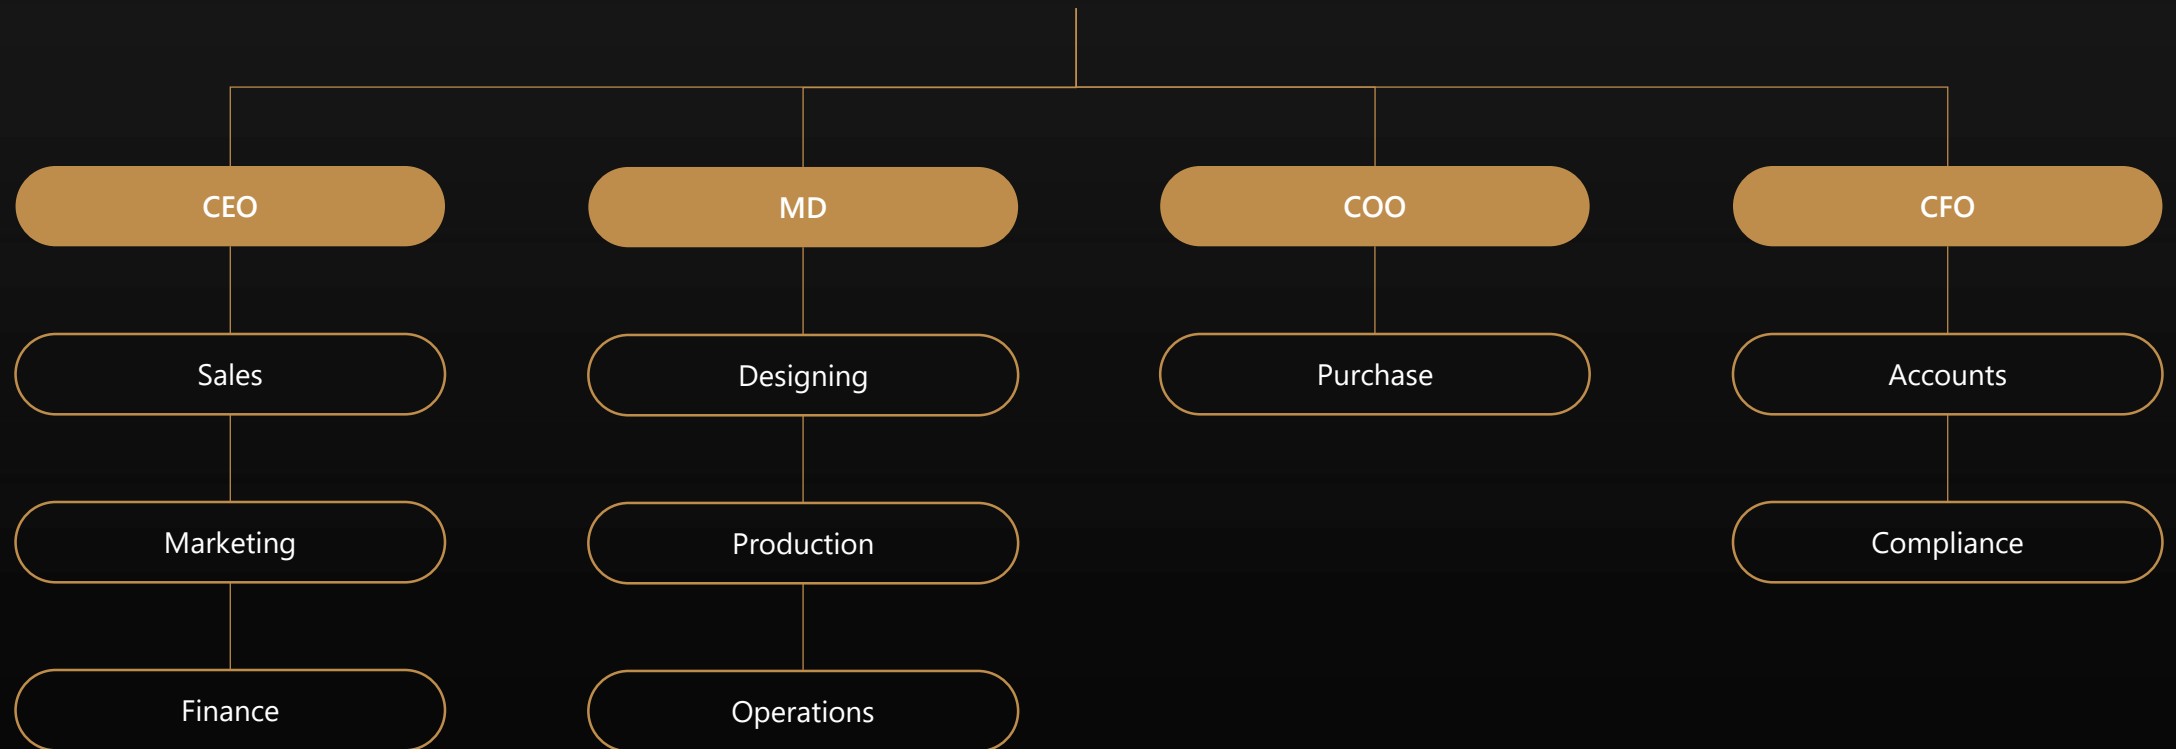 CEO
MD
COO
CFO
Sales
Designing
Purchase
Accounts
Marketing
Production
Compliance
Finance
Operations